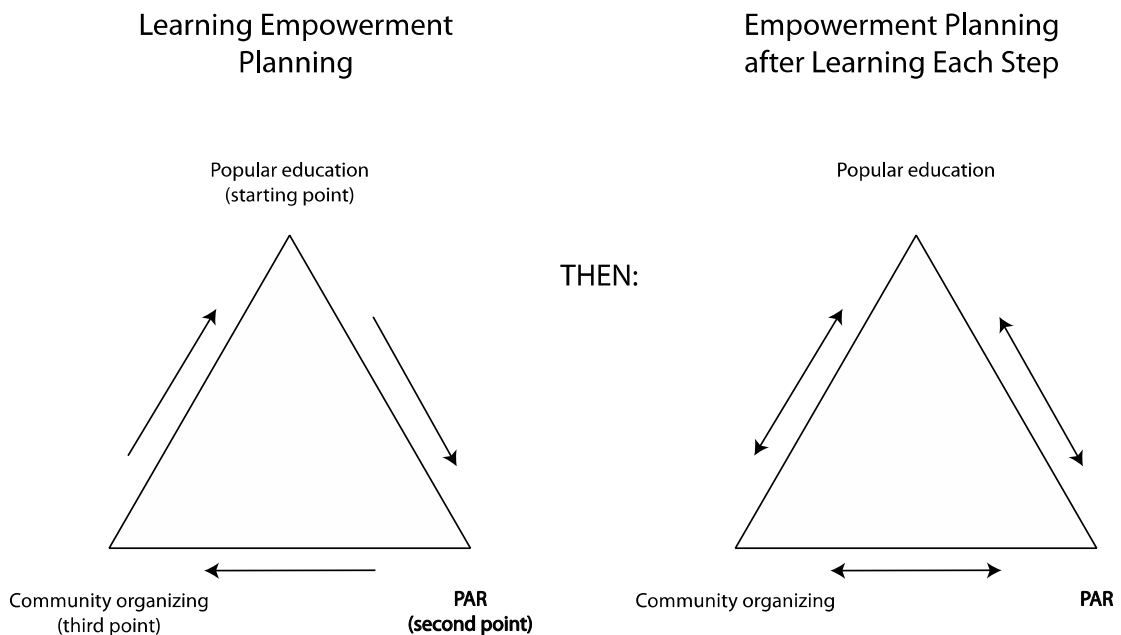 Learning Empowerment
Planning
Empowerment Planning
after Learning Each Step
Popular education
(starting point)
Popular education
THEN:
Community organizing
(third point)
PAR
(second point)
Community organizing
PAR